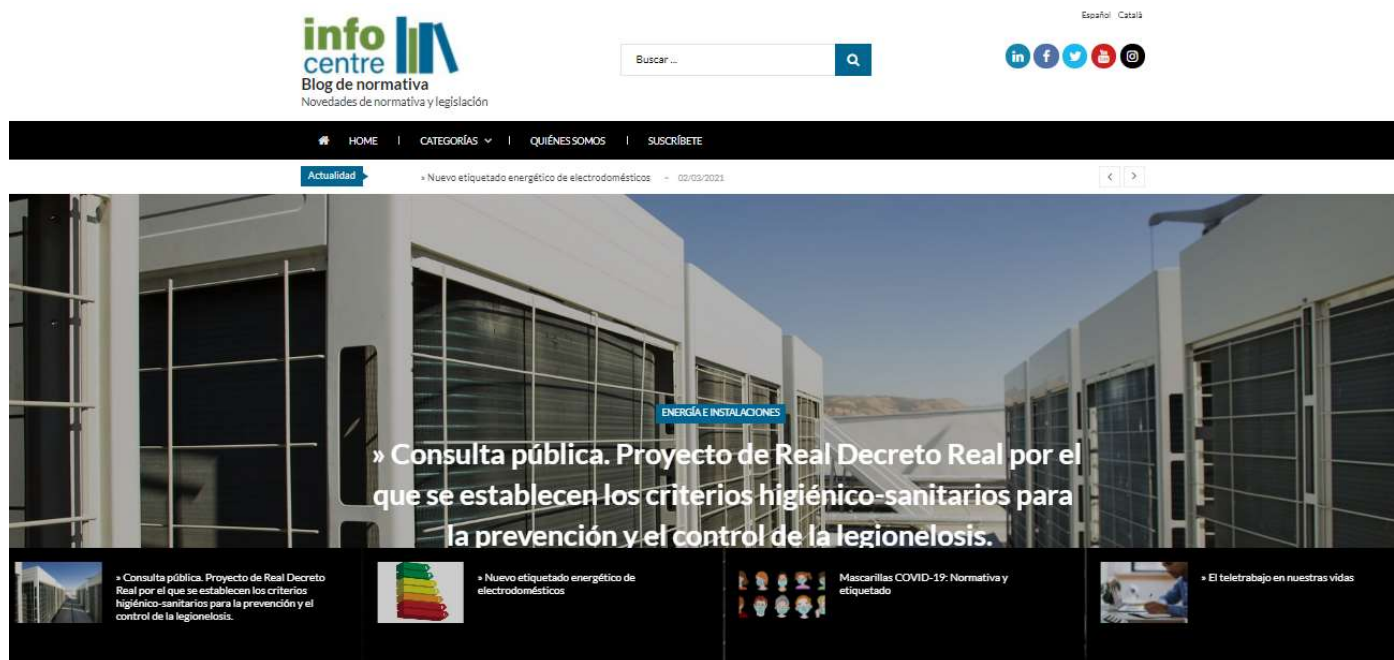 Español Català
info
centre
Blog de normativa
Novedades de normativa y legislación
Buscar ...
HOME | CATEGORÍAS | QUIÉNES SOMOS | SUSCRÍBETE
Actualidad
» Nuevo etiquetado energético de electrodomésticos - 02/03/2021
ENERGÍA E INSTALACIONES
» Consulta pública. Proyecto de Real Decreto Real por el
que se establecen los criterios higiénico-sanitarios para
la prevención y el control de la legionelosis.
» Consulta pública. Proyecto de Real Decreto
Real por el que se establecen los criterios
higiénico-sanitarios para la prevención y el
control de la legionelosis.
» Nuevo etiquetado energético de
electrodomésticos
Mascarillas COVID-19: Normativa y
etiquetado
» El teletrabajo en nuestras vidas